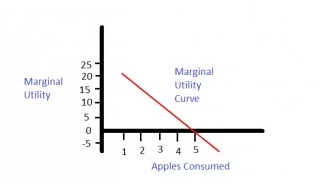 25
20
15
10
5
0
-5
Marginal
Utility
Marginal
Utility
Curve
1 2 3 4 5
Apples Consumed